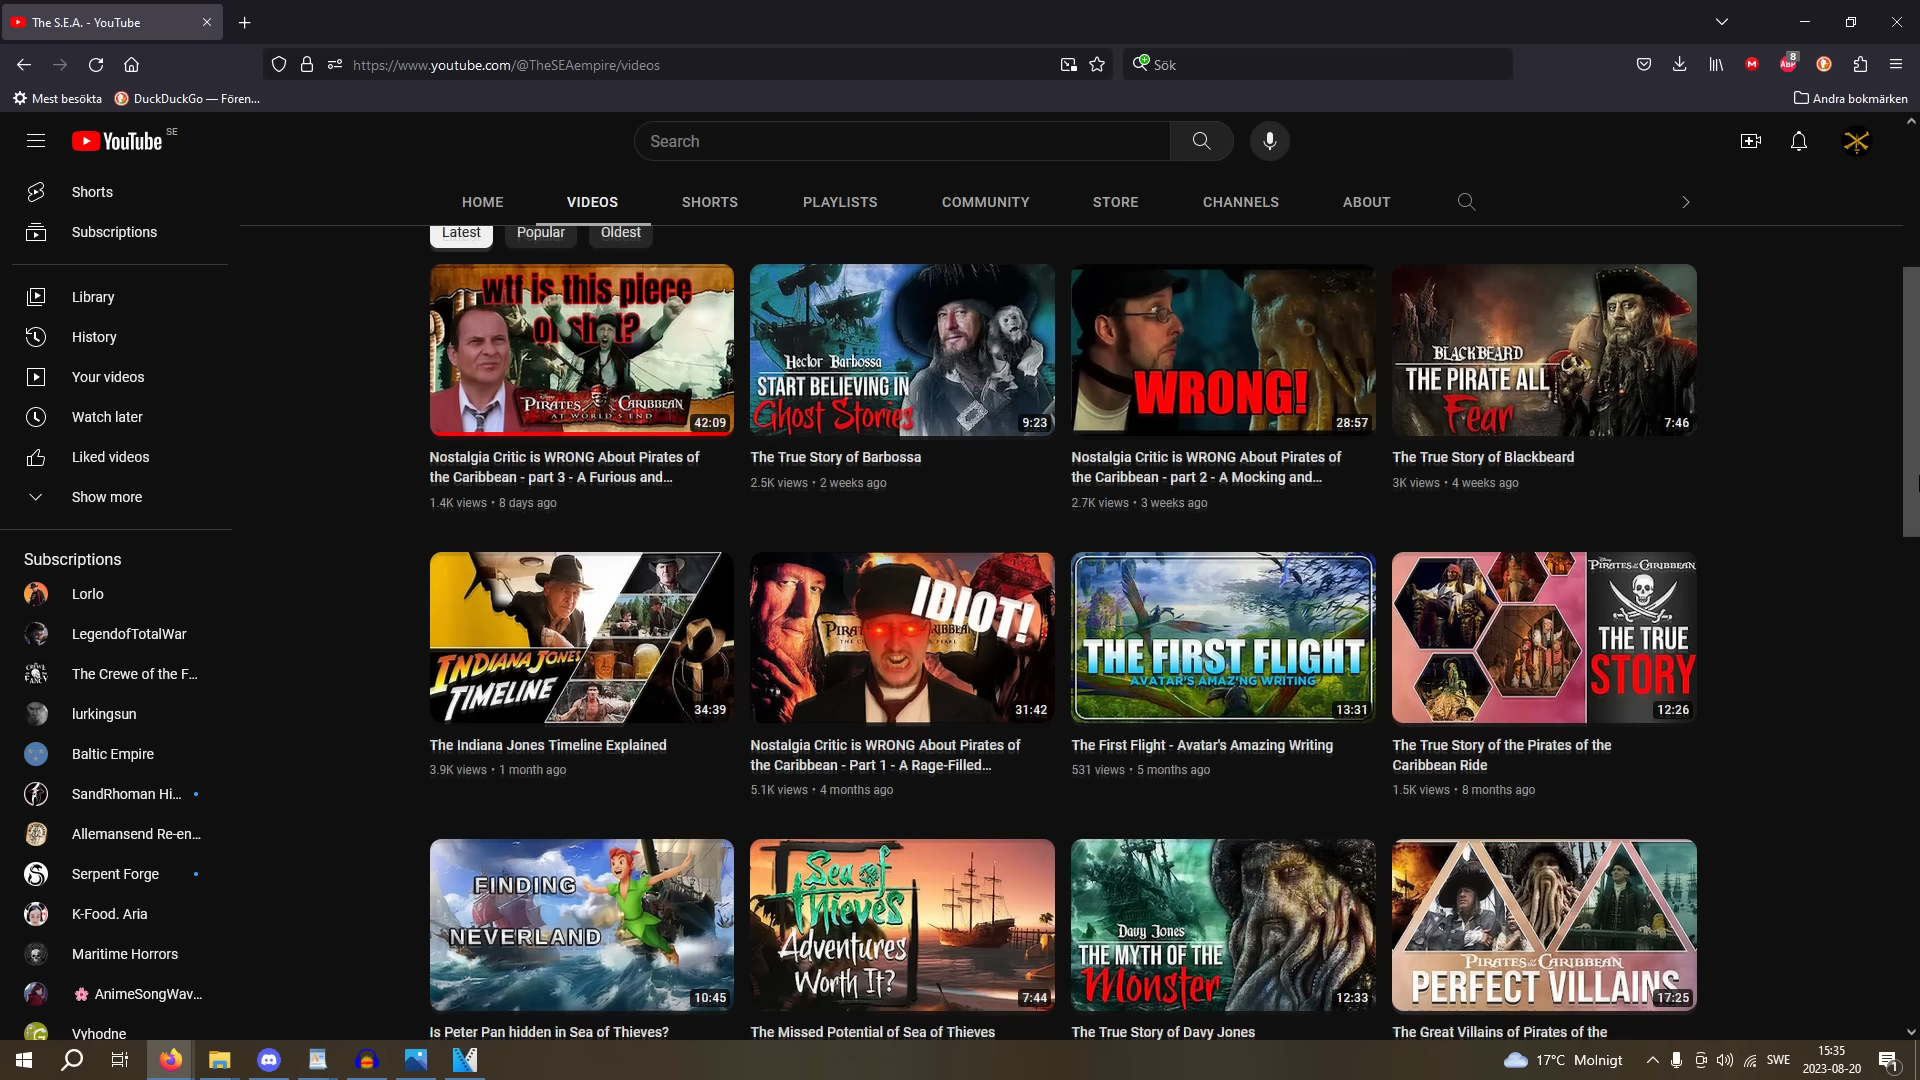 The S.E.A. - YouTube
https://www.youtube.com/@TheSEAempire/videos
Sök
ABP
8
Mest besökta
DuckDuckGo — Fören...
Andra bokmärken
YouTube
SE
Search
Shorts
Subscriptions
HOME
VIDEOS
SHORTS
PLAYLISTS
COMMUNITY
STORE
CHANNELS
ABOUT
Latest
Popular
Oldest
Library
History
Your videos
Watch later
Liked videos
Show more
Subscriptions
Lorlo
LegendofTotalWar
The Crewe of the F...
lurkingsun
Baltic Empire
SandRhoman Hi...
Allemansend Re-en...
Serpent Forge
K-Food. Aria
Maritime Horrors
🌸 AnimeSongWav...
Vyhodne
wtf is this piece
of shit?
PIRATES of the CARIBBEAN
AT WORLD'S END
42:09
Nostalgia Critic is WRONG About Pirates of
the Caribbean - part 3 - A Furious and...
1.4K views • 8 days ago
Hector Barbossa
START BELIEVING IN
Ghost Stories
9:23
The True Story of Barbossa
2.5K views • 2 weeks ago
WRONG!
28:57
Nostalgia Critic is WRONG About Pirates of
the Caribbean - part 2 - A Mocking and...
2.7K views • 3 weeks ago
BLACKBEARD
THE PIRATE ALL
Fear
7:46
The True Story of Blackbeard
3K views • 4 weeks ago
INDIANA JONES
TIMELINE
34:39
The Indiana Jones Timeline Explained
3.9K views • 1 month ago
IDIOT!
31:42
Nostalgia Critic is WRONG About Pirates of
the Caribbean - Part 1 - A Rage-Filled...
5.1K views • 4 months ago
THE FIRST FLIGHT
AVATAR'S AMAZING WRITING
13:31
The First Flight - Avatar's Amazing Writing
531 views • 5 months ago
PIRATES of the CARIBBEAN
THE TRUE
STORY
12:26
The True Story of the Pirates of the
Caribbean Ride
1.5K views • 8 months ago
FINDING
NEVERLAND
10:45
Is Peter Pan hidden in Sea of Thieves?
Sea of
Thieves
Adventures
Worth It?
7:44
The Missed Potential of Sea of Thieves
Davy Jones
THE MYTH OF THE
Monster
12:33
The True Story of Davy Jones
PIRATES of the CARIBBEAN
PERFECT VILLAINS
17:25
The Great Villains of Pirates of the
17°C Molnigt
SWE
15:35
2023-08-20
1